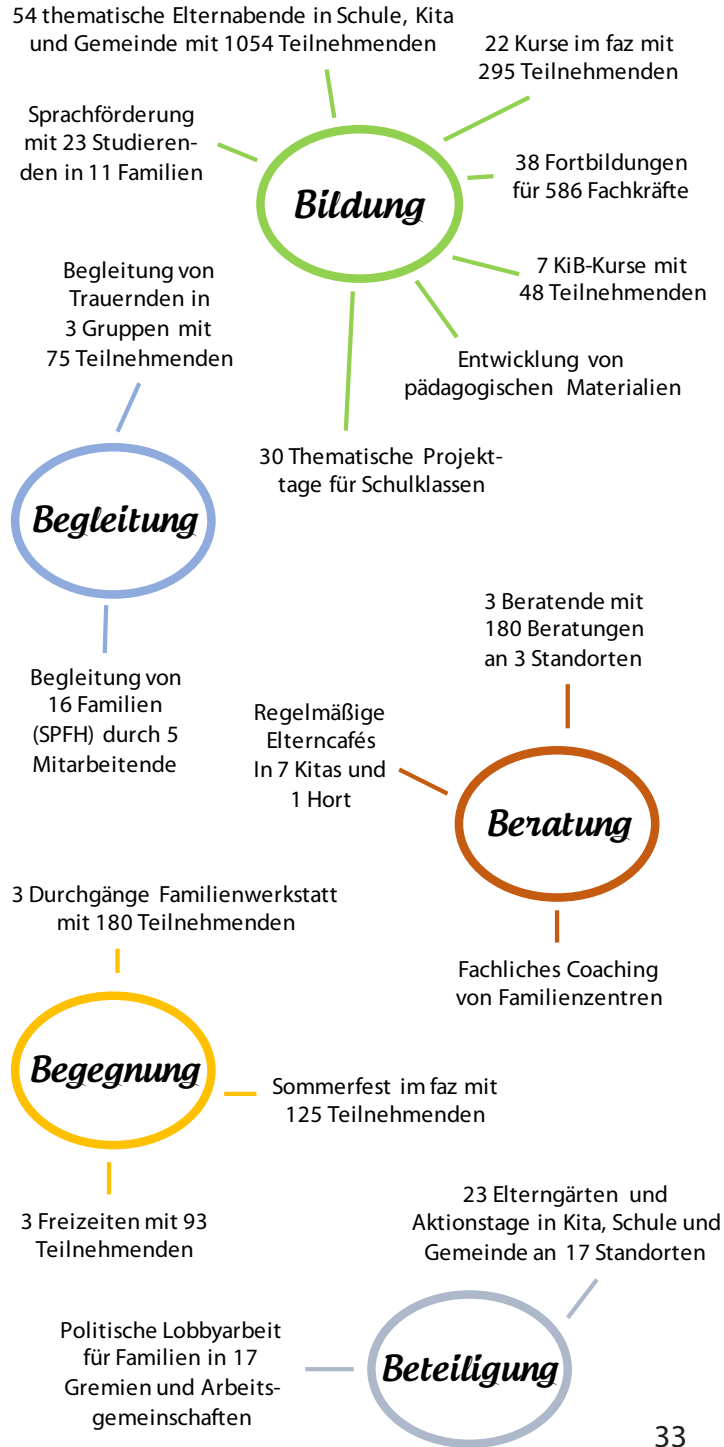 54 thematische Elternabende in Schule, Kita
und Gemeinde mit 1054 Teilnehmenden
22 Kurse im faz mit
295 Teilnehmenden
Sprachförderung
mit 23 Studieren-
den in 11 Familien
38 Fortbildungen
für 586 Fachkräfte
Bildung
7 KiB-Kurse mit
48 Teilnehmenden
Entwicklung von
pädagogischen Materialien
30 Thematische Projekt-
tage für Schulklassen
Begleitung von
Trauernden in
3 Gruppen mit
75 Teilnehmenden
Begleitung
Begleitung von
16 Familien
(SPFH) durch 5
Mitarbeitende
3 Beratende mit
180 Beratungen
an 3 Standorten
Regelmäßige
Elterncafés
In 7 Kitas und
1 Hort
Beratung
Fachliches Coaching
von Familienzentren
3 Durchgänge Familienwerkstatt
mit 180 Teilnehmenden
Begegnung
Sommerfest im faz mit
125 Teilnehmenden
3 Freizeiten mit 93
Teilnehmenden
23 Elterngärten und
Aktionstage in Kita, Schule und
Gemeinde an 17 Standorten
Politische Lobbyarbeit
für Familien in 17
Gremien und Arbeits-
gemeinschaften
Beteiligung
33